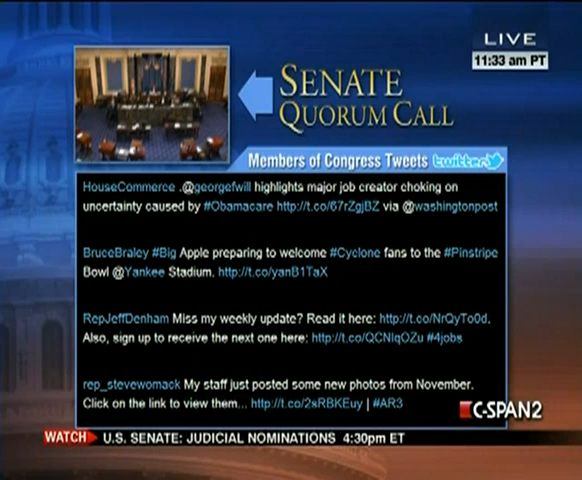 LIVE
11:33 am PT
SENATE
QUORUM CALL
Members of Congress Tweets twitter
HouseCommerce .@georgefwill highlights major job creator choking on
uncertainty caused by #Obamacare http://t.co/67rZgjBZ via @washingtonpost
BruceBraley #Big Apple preparing to welcome #Cyclone fans to the #Pinstripe
Bowl @Yankee Stadium. http://t.co/yanB1TaX
RepJeffDenham Miss my weekly update? Read it here: http://t.co/NrQyTo0d.
Also, sign up to receive the next one here: http://t.co/QCNIqOZu #4jobs
rep_stevewomack My staff just posted some new photos from November.
Click on the link to view them... http://t.co/2sRBKEuy | #AR3
C-SPAN2
WATCH U.S. SENATE: JUDICIAL NOMINATIONS 4:30pm ET